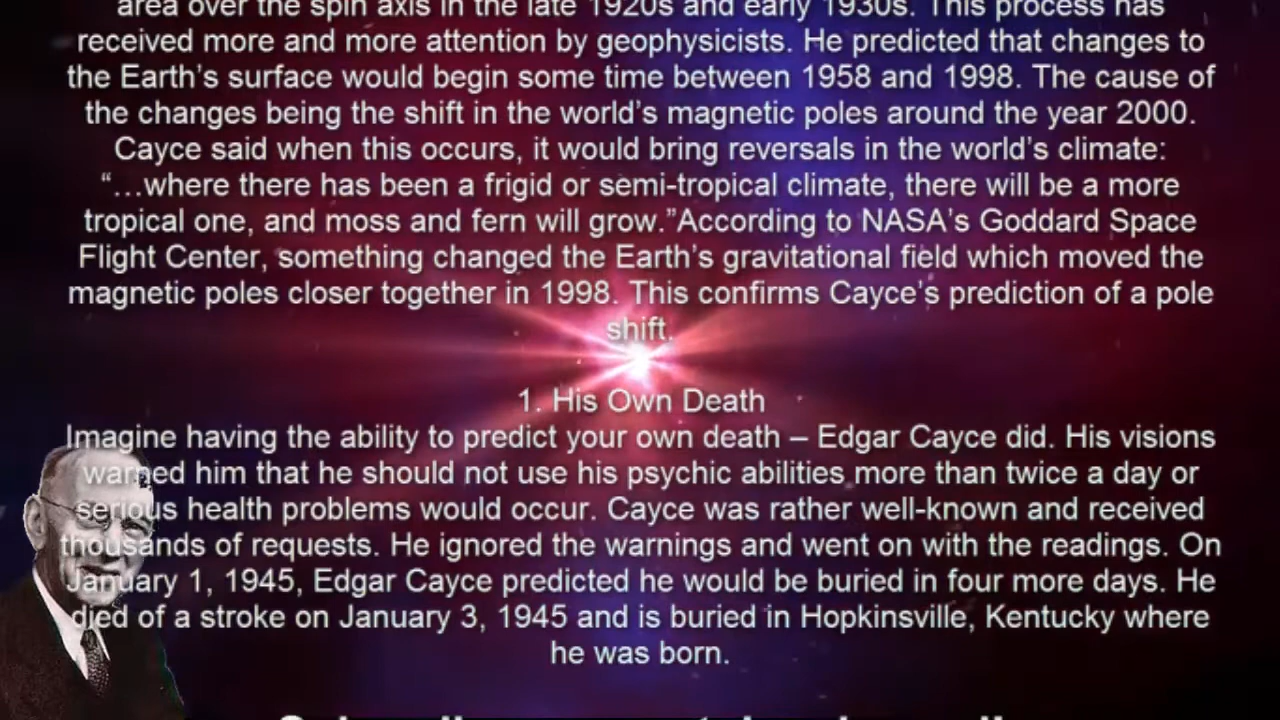 area over the spin axis in the late 1920s and early 1930s. This process has
received more and more attention by geophysicists. He predicted that changes to
the Earth’s surface would begin some time between 1958 and 1998. The cause of
the changes being the shift in the world’s magnetic poles around the year 2000.
Cayce said when this occurs, it would bring reversals in the world’s climate:
“…where there has been a frigid or semi-tropical climate, there will be a more
tropical one, and moss and fern will grow.”According to NASA’s Goddard Space
Flight Center, something changed the Earth’s gravitational field which moved the
magnetic poles closer together in 1998. This confirms Cayce’s prediction of a pole
shift.
1. His Own Death
Imagine having the ability to predict your own death – Edgar Cayce did. His visions
warned him that he should not use his psychic abilities more than twice a day or
serious health problems would occur. Cayce was rather well-known and received
thousands of requests. He ignored the warnings and went on with the readings. On
January 1, 1945, Edgar Cayce predicted he would be buried in four more days. He
died of a stroke on January 3, 1945 and is buried in Hopkinsville, Kentucky where
he was born.